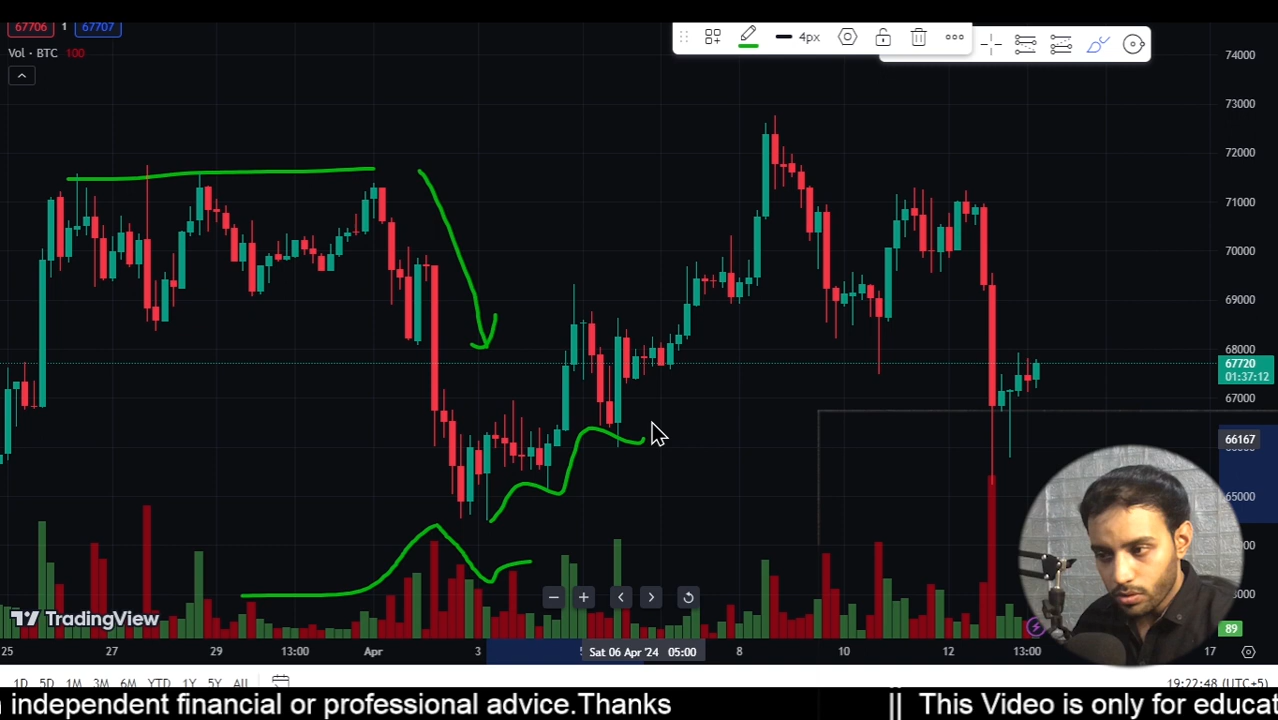 67706 1 67707
Vol · BTC 100
4px
74000
73000
72000
71000
70000
69000
68000
67720
01:37:12
67000
66167
65000
89
TradingView
25 27 29 13:00 Apr 3 Sat 06 Apr '24 05:00 8 10 12 13:00 17
1D 5D 1M 3M 6M YTD 1Y 5Y All 19:22:48 (UTC+5)
independent financial or professional advice.Thanks || This Video is only for educat